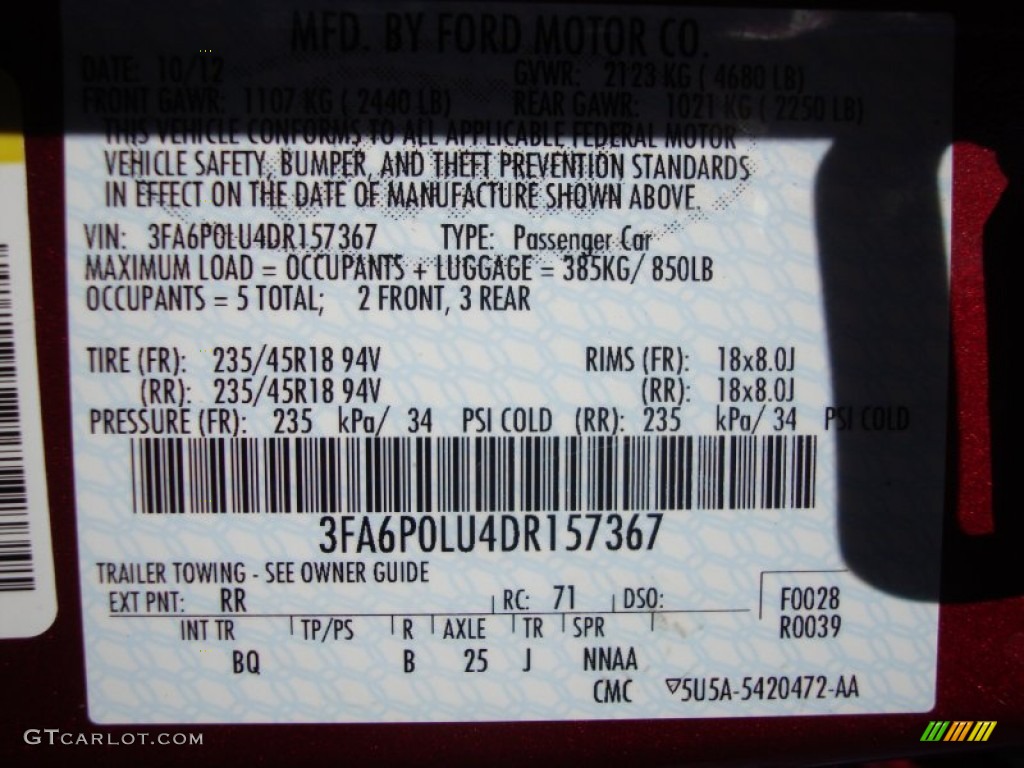 MFD. BY FORD MOTOR CO.
DATE: 10/12 GVWR: 2123 KG ( 4680 LB)
FRONT GAWR: 1107 KG ( 2440 LB) REAR GAWR: 1021 KG ( 2250 LB)
THIS VEHICLE CONFORMS TO ALL APPLICABLE FEDERAL MOTOR
VEHICLE SAFETY, BUMPER, AND THEFT PREVENTION STANDARDS
IN EFFECT ON THE DATE OF MANUFACTURE SHOWN ABOVE.
VIN: 3FA6P0LU4DR157367 TYPE: Passenger Car
MAXIMUM LOAD = OCCUPANTS + LUGGAGE = 385KG/ 850LB
OCCUPANTS = 5 TOTAL; 2 FRONT, 3 REAR
TIRE (FR): 235/45R18 94V RIMS (FR): 18x8.0J
(RR): 235/45R18 94V (RR): 18x8.0J
PRESSURE (FR): 235 kPa/ 34 PSI COLD (RR): 235 kPa/ 34 PSI COLD
3FA6P0LU4DR157367
TRAILER TOWING - SEE OWNER GUIDE
EXT PNT: RR RC: 71 DSO: F0028
INT TR TP/PS R AXLE TR SPR R0039
BQ B 25 J NNAA
CMC ▽5U5A-5420472-AA
GTCARLOT.COM